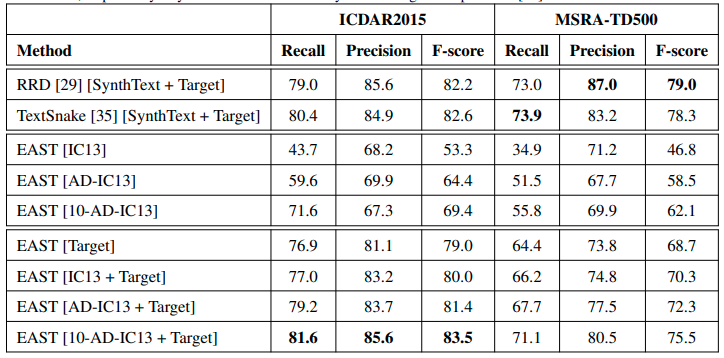 ICDAR2015 MSRA-TD500
Method Recall Precision F-score Recall Precision F-score
RRD [29] [SynthText + Target] 79.0 85.6 82.2 73.0 87.0 79.0
TextSnake [35] [SynthText + Target] 80.4 84.9 82.6 73.9 83.2 78.3
EAST [IC13] 43.7 68.2 53.3 34.9 71.2 46.8
EAST [AD-IC13] 59.6 69.9 64.4 51.5 67.7 58.5
EAST [10-AD-IC13] 71.6 67.3 69.4 55.8 69.9 62.1
EAST [Target] 76.9 81.1 79.0 64.4 73.8 68.7
EAST [IC13 + Target] 77.0 83.2 80.0 66.2 74.8 70.3
EAST [AD-IC13 + Target] 79.2 83.7 81.4 67.7 77.5 72.3
EAST [10-AD-IC13 + Target] 81.6 85.6 83.5 71.1 80.5 75.5